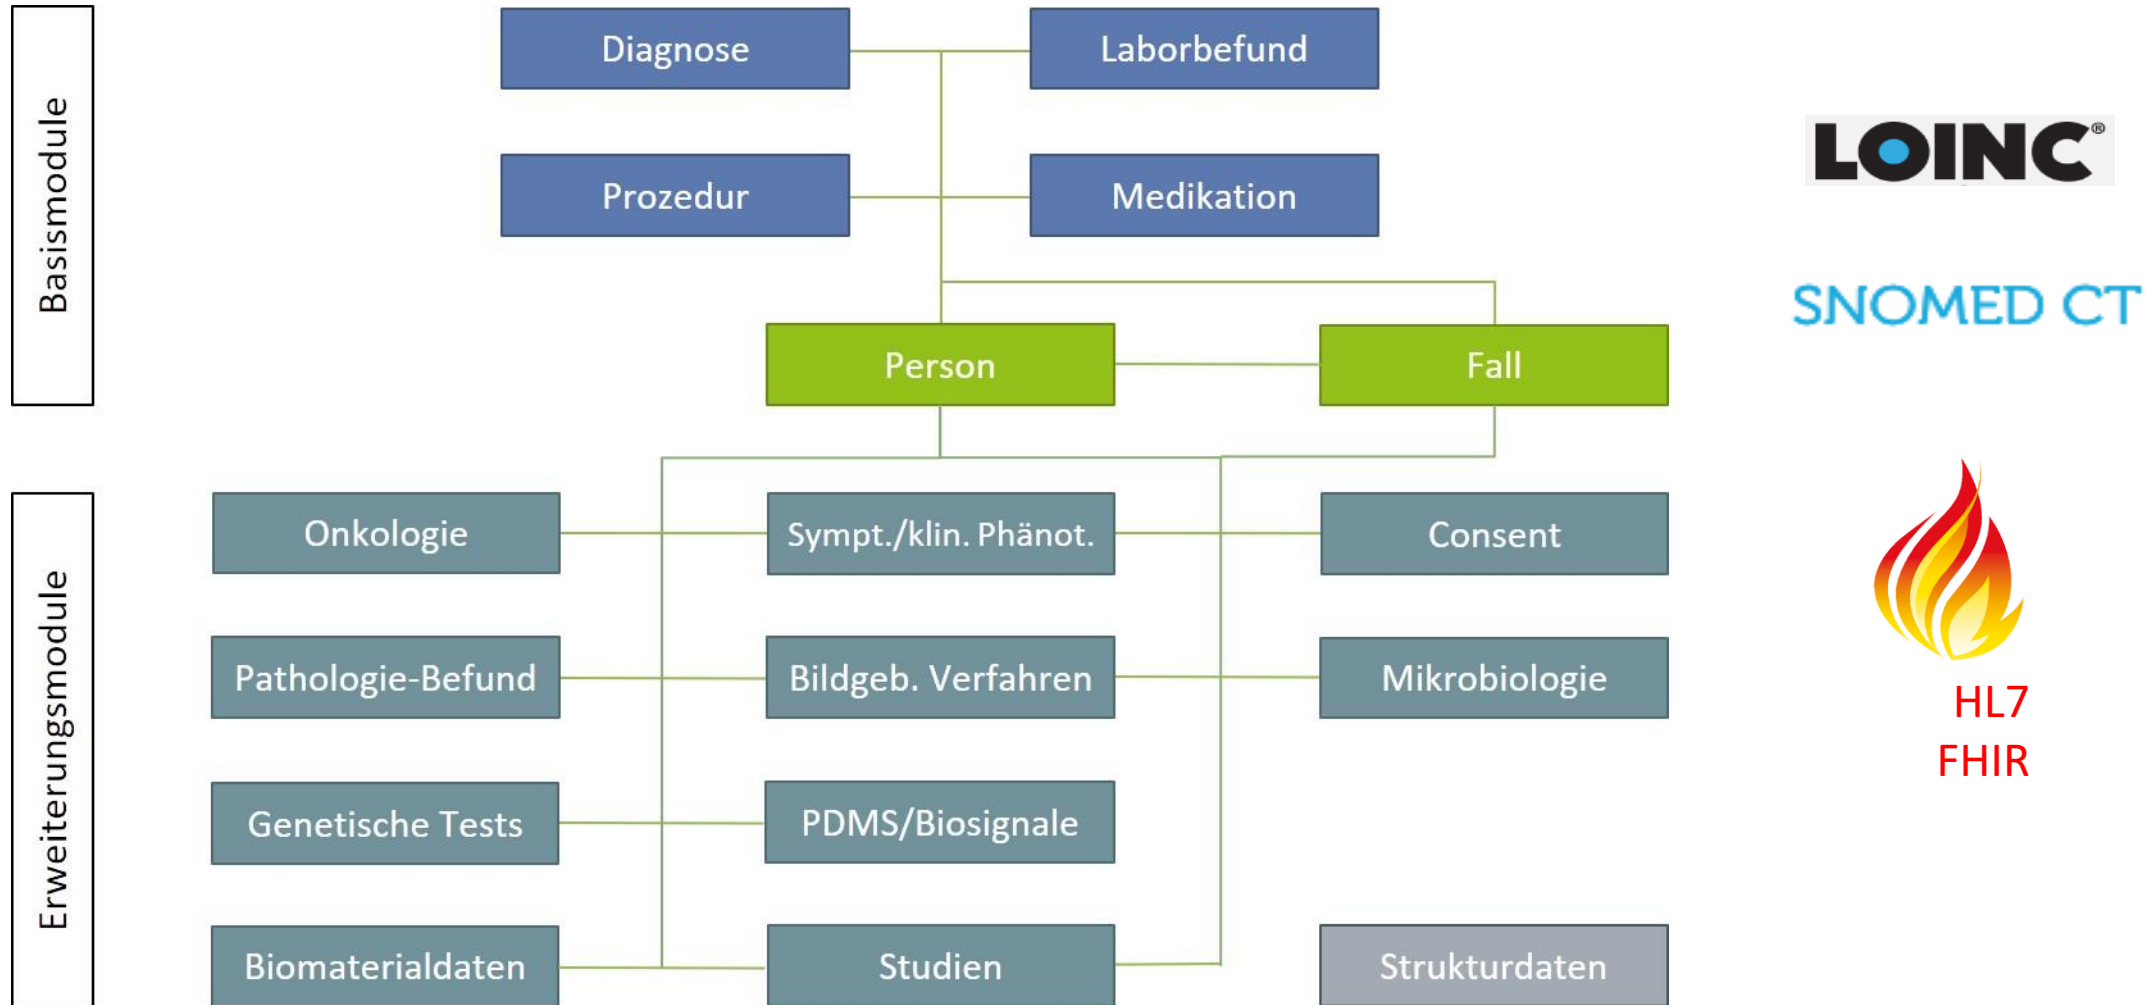 Basismodule
Diagnose
Laborbefund
Prozedur
Medikation
Person
Fall
LOINC®
SNOMED CT
Erweiterungsmodule
Onkologie
Sympt./klin. Phänot.
Consent
Pathologie-Befund
Bildgeb. Verfahren
Mikrobiologie
Genetische Tests
PDMS/Biosignale
Biomaterialdaten
Studien
Strukturdaten
HL7
FHIR